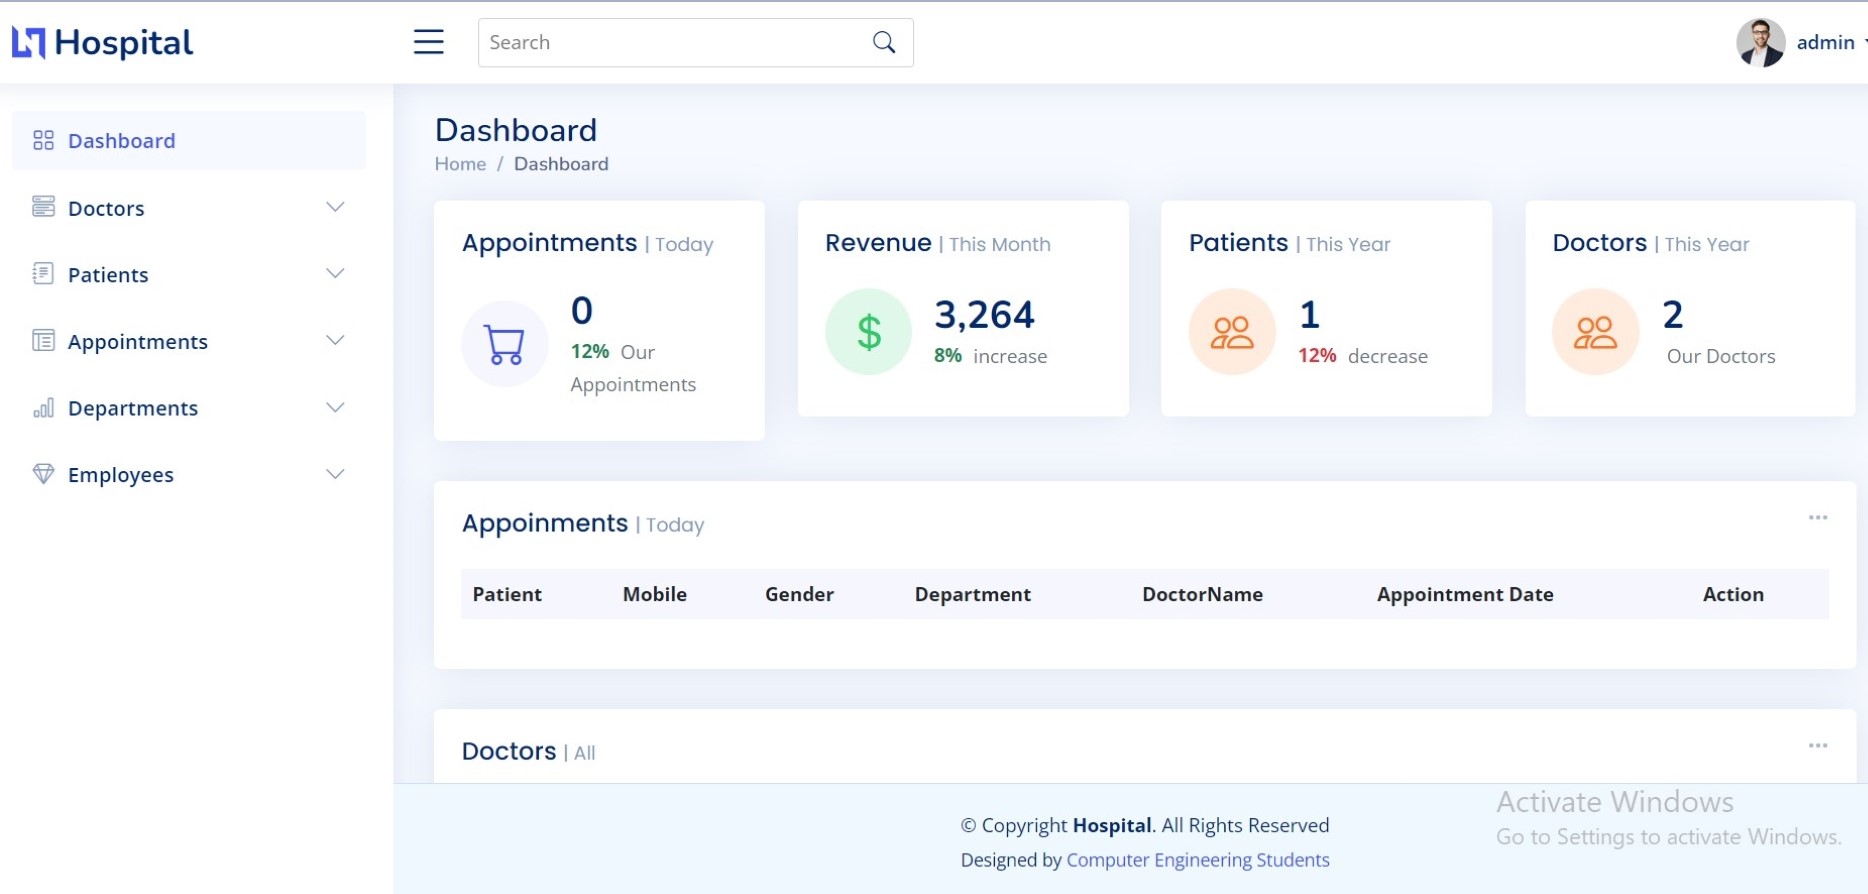 Hospital
Search
admin
Dashboard
Doctors
Patients
Appointments
Departments
Employees
Dashboard
Home / Dashboard
Appointments | Today
0
12% Our
Appointments
Revenue | This Month
$
3,264
8% increase
Patients | This Year
1
12% decrease
Doctors | This Year
2
Our Doctors
Appoinments | Today
Patient Mobile Gender Department DoctorName Appointment Date Action
Doctors | All
© Copyright Hospital. All Rights Reserved
Designed by Computer Engineering Students
Activate Windows
Go to Settings to activate Windows.